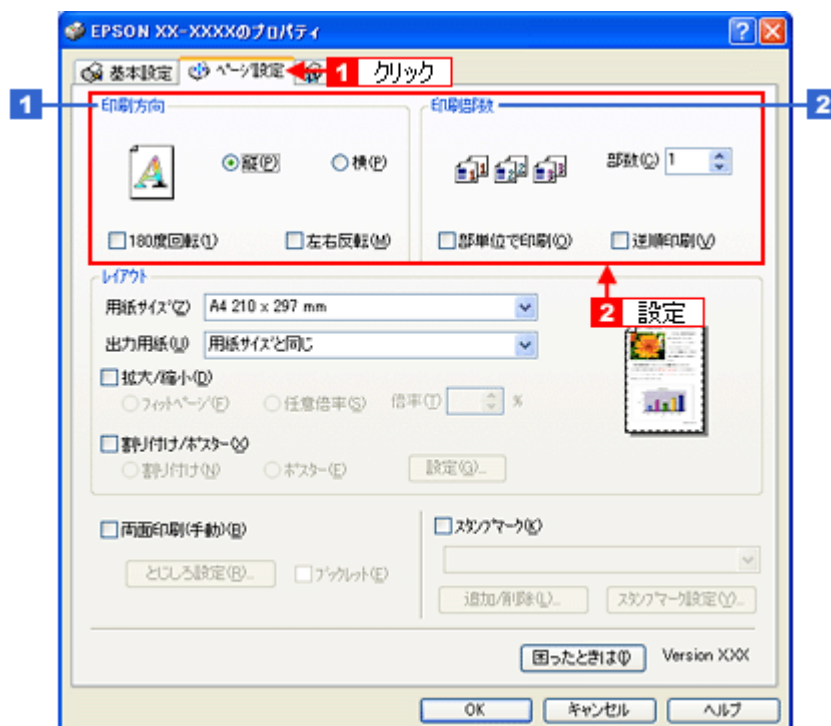 EPSON XX-XXXXのプロパティ
基本設定
ページ設定
1 クリック
1
2
印刷方向
縦(P)
横(P)
180度回転(1)
左右反転(M)
印刷部数
部数(C) 1
部単位で印刷(O)
逆順印刷(V)
2 設定
レイアウト
用紙サイズ(Z) A4 210 x 297 mm
出力用紙(U) 用紙サイズと同じ
拡大/縮小(D)
フィットページ(F) 任意倍率(S) 倍率(T) %
割り付け/ポスター(X)
割り付け(N) ポスター(E) 設定(G)...
両面印刷(手動)(B)
とじしろ設定(R)... ブックレット(E)
スタンプマーク(K)
追加/削除(L)... スタンプマーク設定(Y)...
困ったときは(I) Version XXX
OK キャンセル ヘルプ